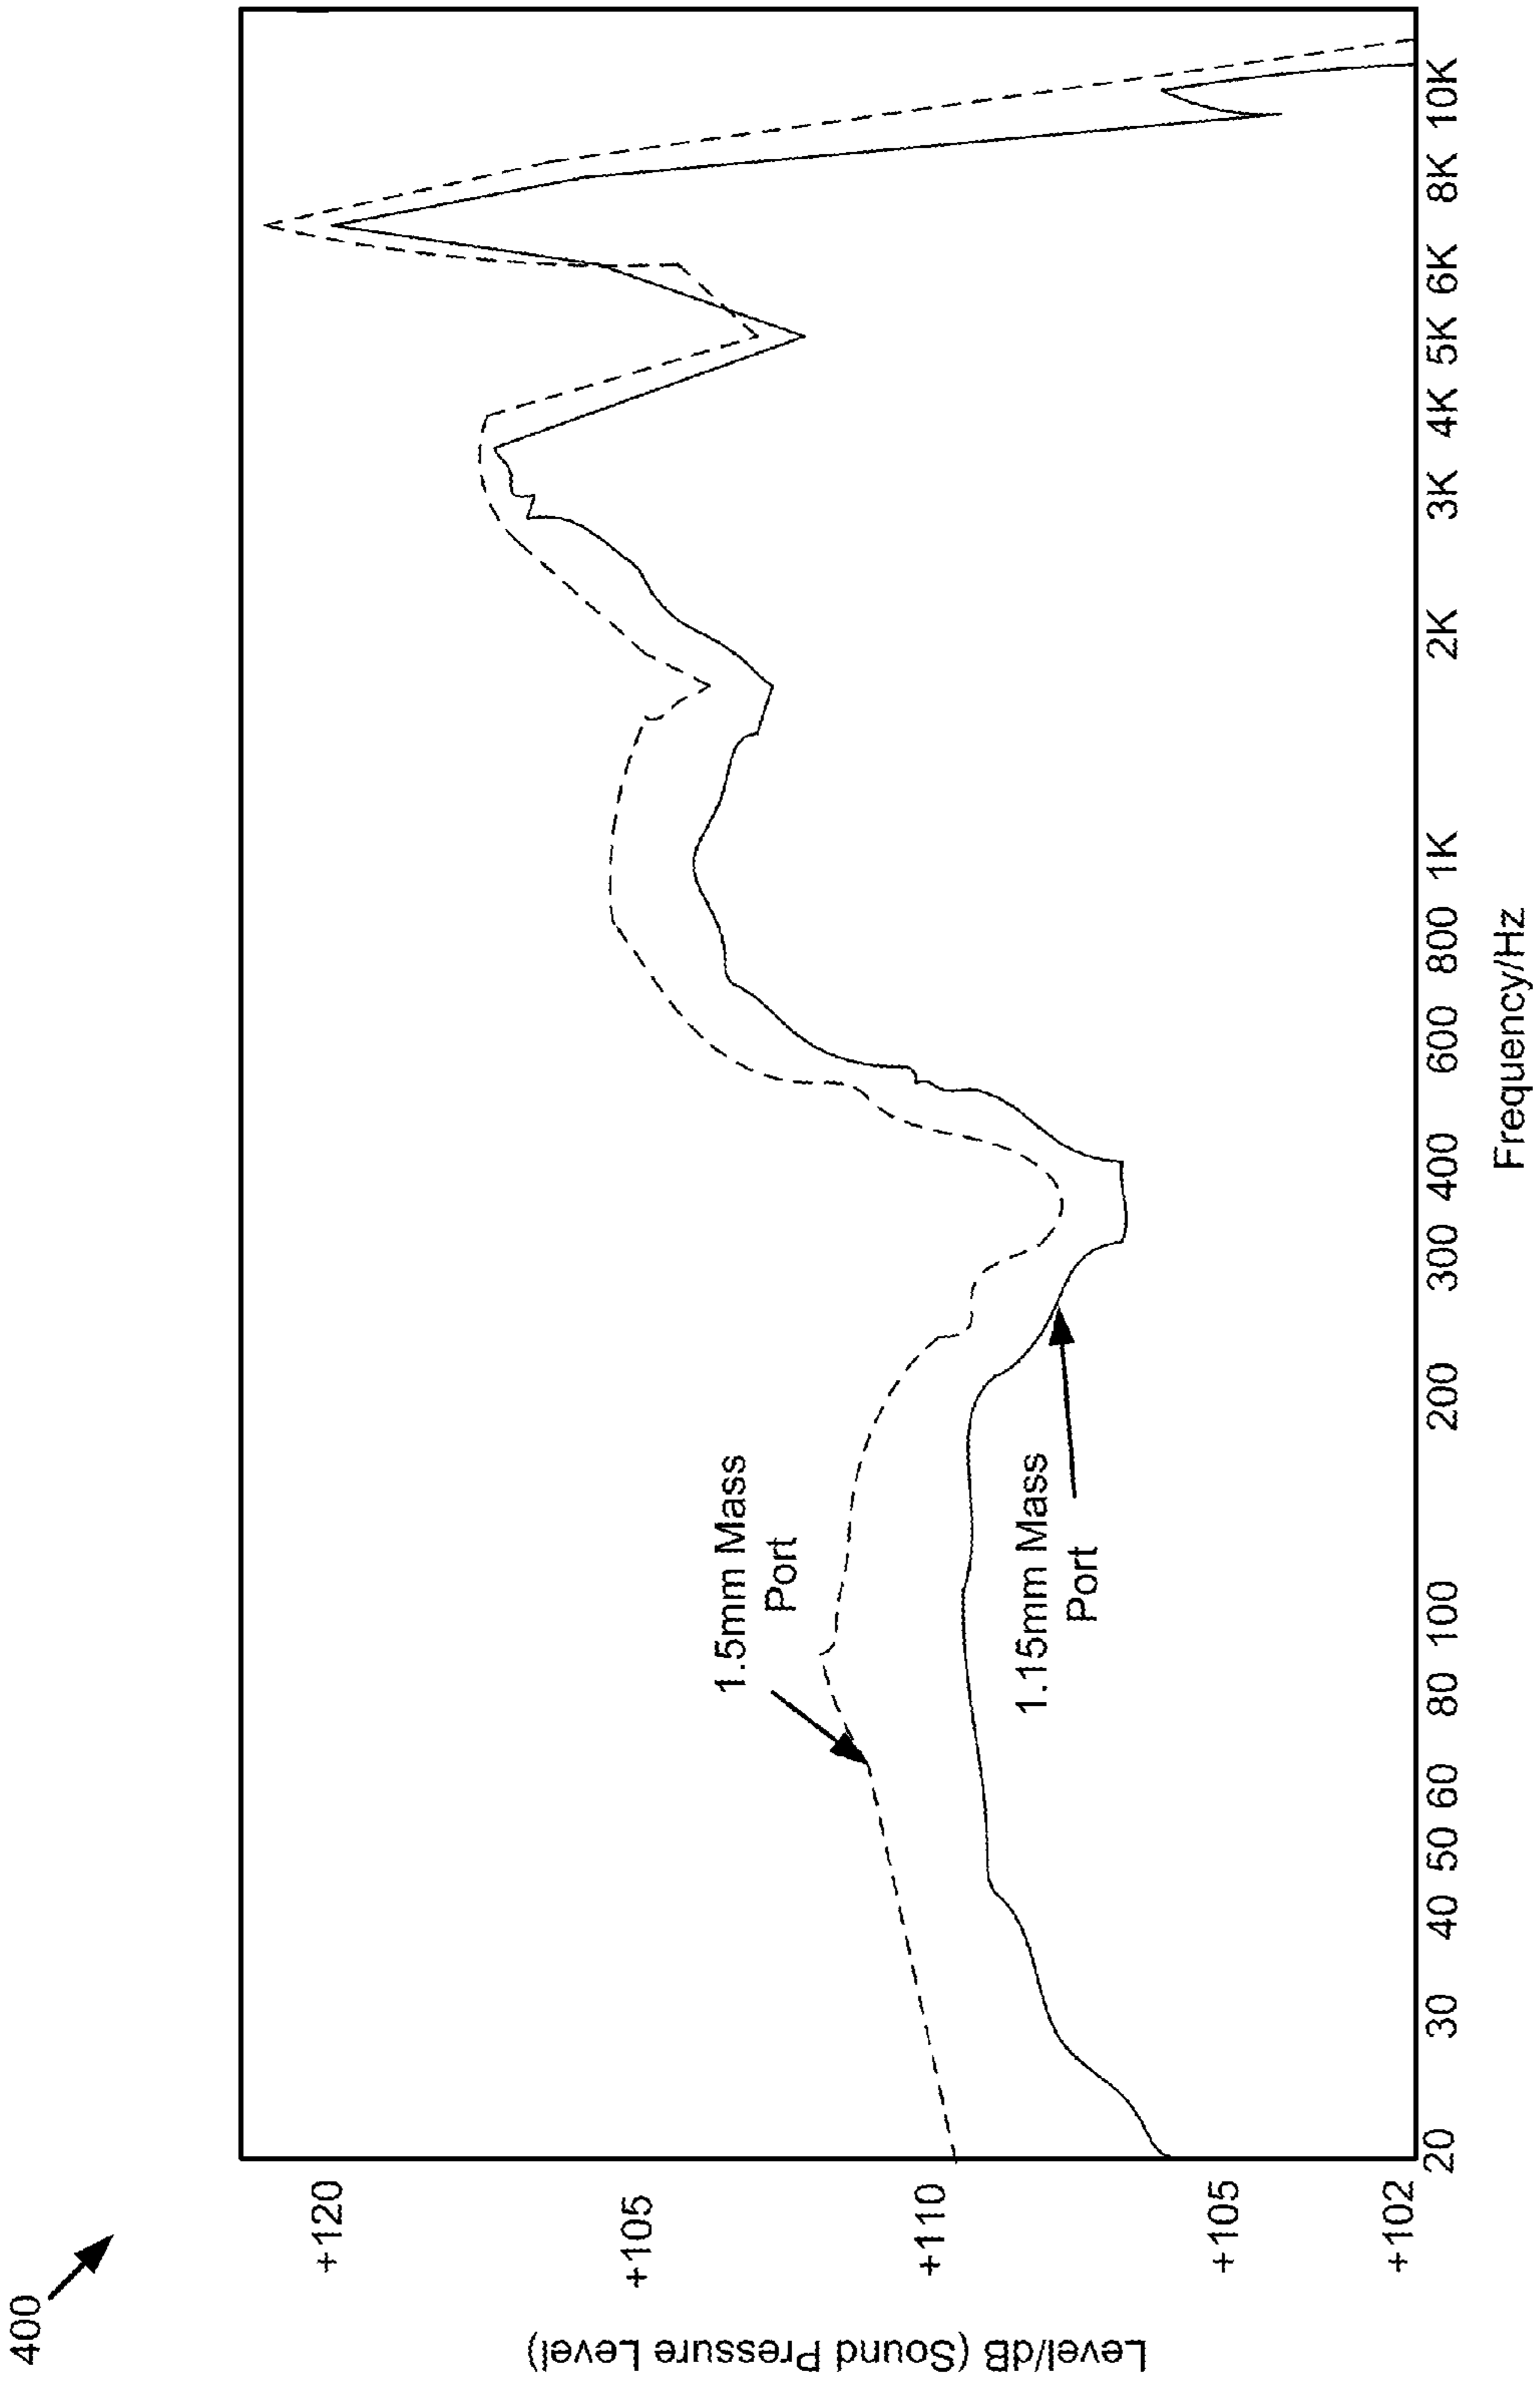 400
Level/dB (Sound Pressure Level)
+120
+105
+110
+105
+102
1.5mm Mass
Port
1.15mm Mass
Port
20 30 40 50 60 80 100 200 300 400 600 800 1K 2K 3K 4K 5K 6K 8K 10K
Frequency/Hz